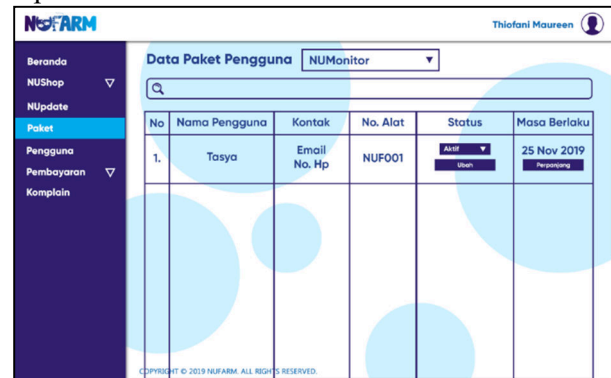 NUFARM
Thiofani Maureen
Beranda
NUShop
NUpdate
Paket
Pengguna
Pembayaran
Komplain
Data Paket Pengguna NUMonitor
No Nama Pengguna Kontak No. Alat Status Masa Berlaku
1. Tasya Email No. Hp NUF001 Aktif Ubah 25 Nov 2019 Perpanjang
COPYRIGHT © 2019 NUFARM. ALL RIGHTS RESERVED.